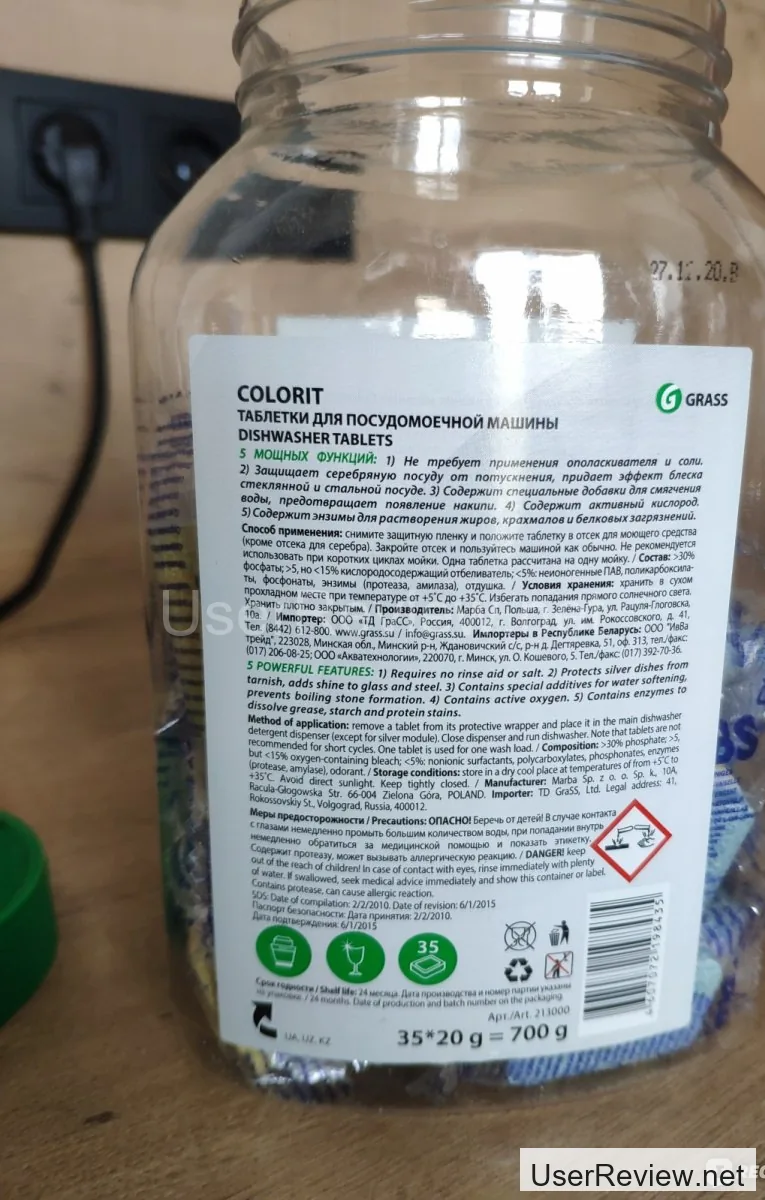 27.12.20.B
COLORIT
GRASS
ТАБЛЕТКИ ДЛЯ ПОСУДОМОЕЧНОЙ МАШИНЫ
DISHWASHER TABLETS
5 МОЩНЫХ ФУНКЦИЙ: 1) Не требует применения ополаскивателя и соли.
2) Защищает серебряную посуду от потускнения, придает эффект блеска
стеклянной и стальной посуде. 3) Содержит специальные добавки для смягчения
воды, предотвращает появление накипи. 4) Содержит активный кислород.
5) Содержит энзимы для растворения жиров, крахмалов и белковых загрязнений.
Способ применения: снимите защитную пленку и положите таблетку в отсек для моющего средства
(кроме отсека для серебра). Закройте отсек и пользуйтесь машиной как обычно. Не рекомендуется
использовать при коротких циклах мойки. Одна таблетка рассчитана на одну мойку. / Состав: >30%
фосфаты; >5, но <15% кислородосодержащий отбеливатель; <5%: неионогенные ПАВ, поликарбоксила-
ты, фосфонаты, энзимы (протеаза, амилаза), отдушка. / Условия хранения: хранить в сухом
прохладном месте при температуре от +5˚С до +35˚С. Избегать попадания прямого солнечного света.
Хранить плотно закрытым. / Производитель: Марба Сп, Польша, г. Зелёна-Гура, ул. Рацуля-Глоговска,
10а. / Импортер: ООО «ТД ГраСС», Россия, 400012, г. Волгоград, ул. им. Рокоссовского, д. 41,
Тел. (8442) 612-800. www.grass.su / info@grass.su. Импортеры в Республике Беларусь: ООО "ИвВа
трейд", 223028, Минская обл., Минский р-н, Ждановичский с/с, р-н д. Дегтяревка, 51, оф. 313, тел./факс:
(017) 206-08-25; ООО «Акватехнологии», 220070, г. Минск, ул. О. Кошевого, 5. Тел./факс: (017) 392-70-36.
5 POWERFUL FEATURES: 1) Requires no rinse aid or salt. 2) Protects silver dishes from
tarnish, adds shine to glass and steel. 3) Contains special additives for water softening,
prevents boiling stone formation. 4) Contains active oxygen. 5) Contains enzymes to
dissolve grease, starch and protein stains.
Method of application: remove a tablet from its protective wrapper and place it in the main dishwasher
detergent dispenser (except for silver module). Close dispenser and run dishwasher. Note that tablets are not
recommended for short cycles. One tablet is used for one wash load. / Composition: >30% phosphate; >5,
but <15% oxygen-containing bleach; <5%: nonionic surfactants, polycarboxylates, phosphonates, enzymes
(protease, amylase), odorant. / Storage conditions: store in a dry cool place at temperatures of from +5˚C to
+35˚C. Avoid direct sunlight. Keep tightly closed. / Manufacturer: Marba Sp. z o. o. Sp. k., 10A,
Racula-Głogowska Str. 66-004 Zielona Góra, POLAND. Importer: TD GraSS, Ltd. Legal address: 41,
Rokossovskiy St., Volgograd, Russia, 400012.
Меры предосторожности / Precautions: ОПАСНО! Беречь от детей! В случае контакта
с глазами немедленно промыть большим количеством воды, при попадании внутрь
немедленно обратиться за медицинской помощью и показать этикетку.
Содержит протеазу, может вызывать аллергическую реакцию. / DANGER! keep
out of the reach of children! In case of contact with eyes, rinse immediately with plenty
of water. If swallowed, seek medical advice immediately and show this container or label.
Contains protease, can cause allergic reaction.
SDS: Date of compilation: 2/2/2010. Date of revision: 6/1/2015
Паспорт безопасности: Дата принятия: 2/2/2010.
Дата подтверждения: 6/1/2015
35
Срок годности / Shelf life: 24 месяца. Дата производства и номер партии указаны
на упаковке. / 24 months. Date of production and batch number on the packaging
Арт./Art. 213000
UA, UZ, KZ
35*20 g = 700 g
UserReview.net